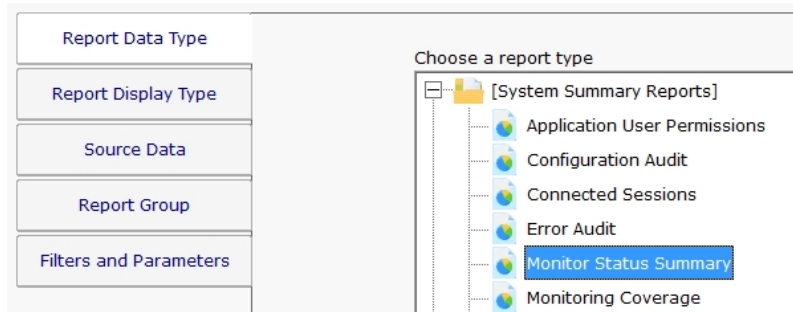 Report Data Type
Report Display Type
Source Data
Report Group
Filters and Parameters
Choose a report type
[System Summary Reports]
Application User Permissions
Configuration Audit
Connected Sessions
Error Audit
Monitor Status Summary
Monitoring Coverage